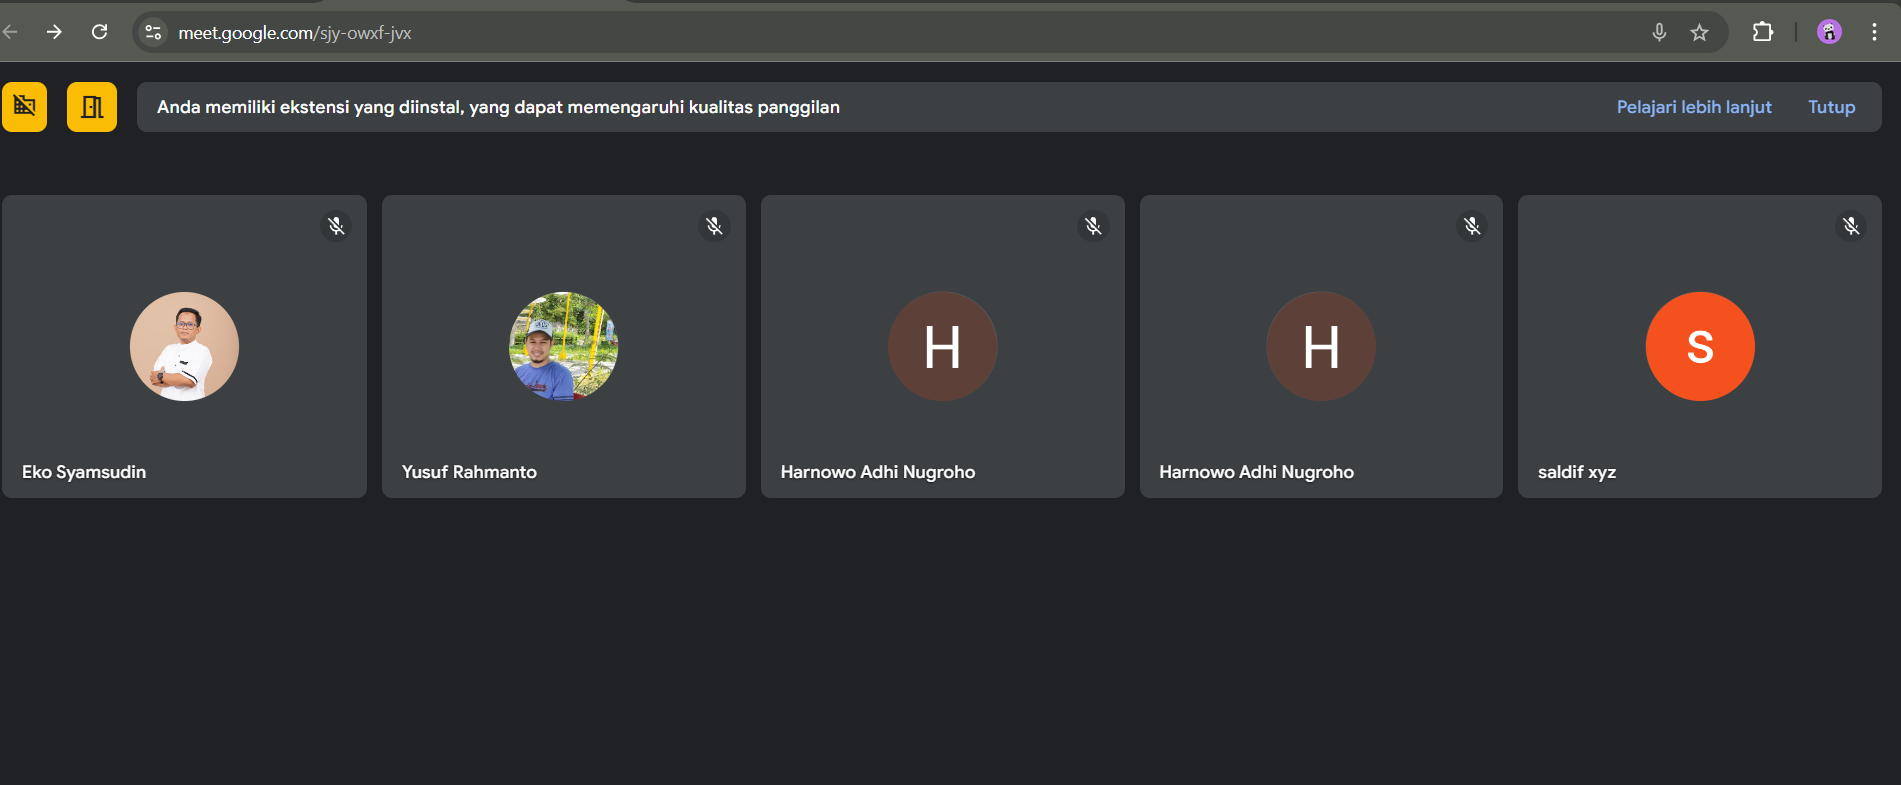 meet.google.com/sjy-owxf-jvx
Anda memiliki ekstensi yang diinstal, yang dapat memengaruhi kualitas panggilan
Pelajari lebih lanjut
Tutup
H
H
s
Eko Syamsudin
Yusuf Rahmanto
Harnowo Adhi Nugroho
Harnowo Adhi Nugroho
saldif xyz